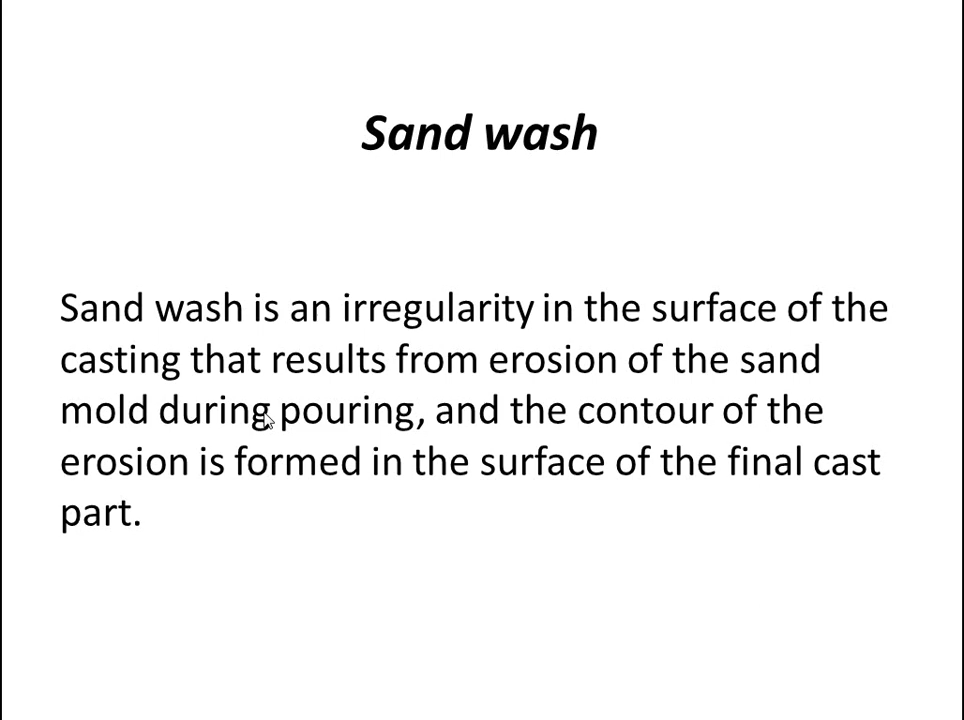 Sand wash
Sand wash is an irregularity in the surface of the
casting that results from erosion of the sand
mold during pouring, and the contour of the
erosion is formed in the surface of the final cast
part.